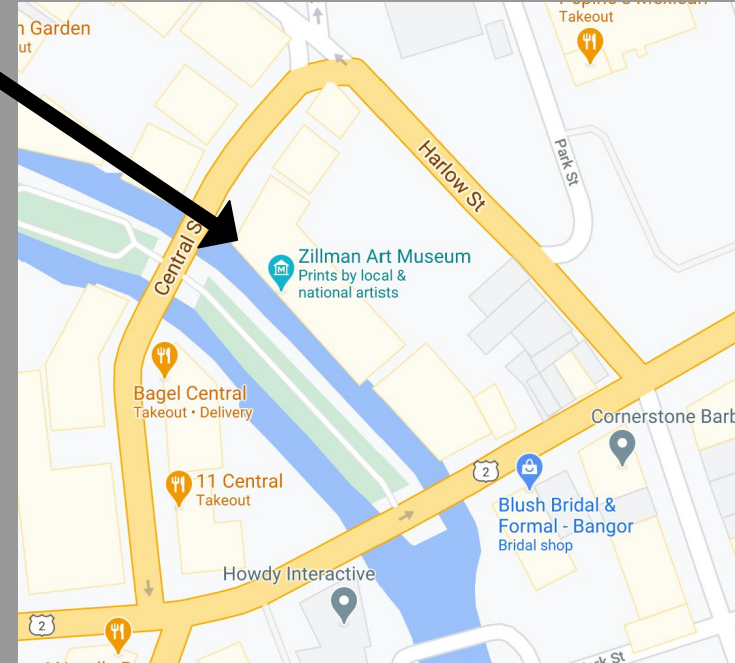 Takeout
Garden
Park St
Harlow St
Central
Zillman Art Museum
Prints by local &
national artists
Bagel Central
Takeout • Delivery
Cornerstone
2
11 Central
Takeout
Blush Bridal &
Formal - Bangor
Bridal shop
Howdy Interactive
2
St